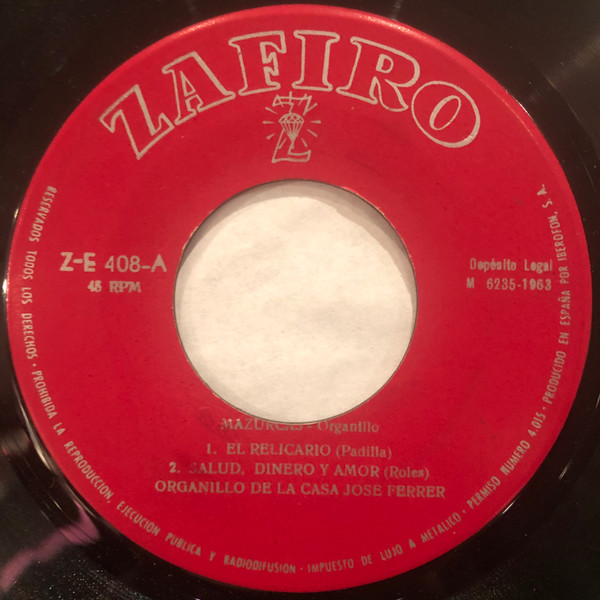 ZAFIRO
Z
Z-E 408-A
45 RPM
Depósito Legal
M 6235-1963
MAZURCAS - Organillo
1. EL RELICARIO (Padilla)
2. SALUD, DINERO Y AMOR (Roles)
ORGANILLO DE LA CASA JOSE FERRER
RESERVADOS TODOS LOS DERECHOS · PROHIBIDA LA REPRODUCCION, EJECUCION PUBLICA Y RADIODIFUSION · IMPUESTO DE LUJO A METALICO · PERMISO NUMERO 4.015 · PRODUCIDO EN ESPAÑA POR IBEROFON, S. A.